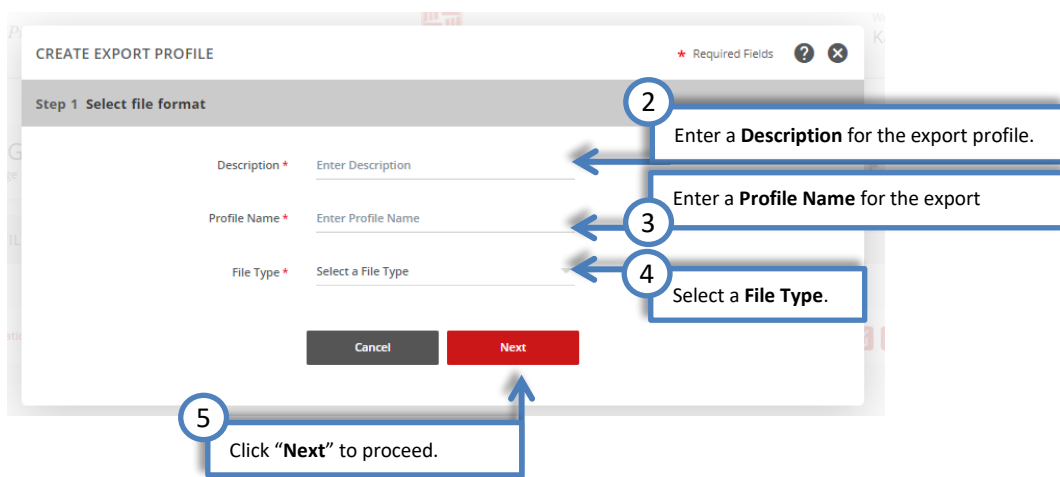 CREATE EXPORT PROFILE
* Required Fields ? X
Step 1 Select file format
2
Enter a Description for the export profile.
Description * Enter Description
Enter a Profile Name for the export
Profile Name * Enter Profile Name
3
File Type * Select a File Type
4
Select a File Type.
Cancel Next
5
Click “Next” to proceed.